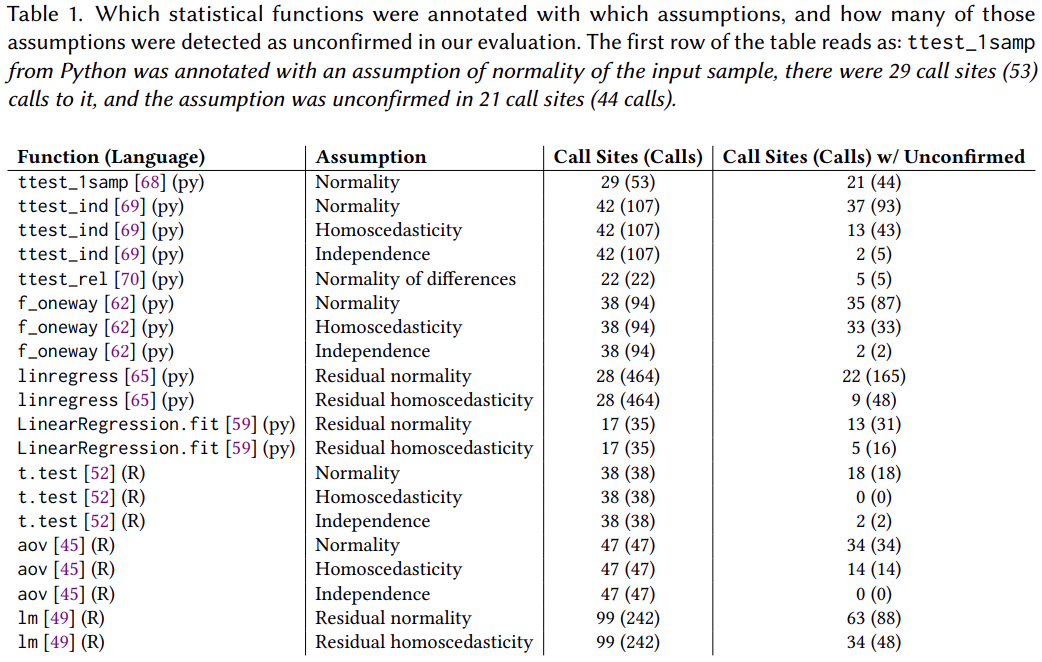 Table 1. Which statistical functions were annotated with which assumptions, and how many of those
assumptions were detected as unconfirmed in our evaluation. The first row of the table reads as: ttest_1samp
from Python was annotated with an assumption of normality of the input sample, there were 29 call sites (53)
calls to it, and the assumption was unconfirmed in 21 call sites (44 calls).
Function (Language) Assumption Call Sites (Calls) Call Sites (Calls) w/ Unconfirmed
ttest_1samp [68] (py) Normality 29 (53) 21 (44)
ttest_ind [69] (py) Normality 42 (107) 37 (93)
ttest_ind [69] (py) Homoscedasticity 42 (107) 13 (43)
ttest_ind [69] (py) Independence 42 (107) 2 (5)
ttest_rel [70] (py) Normality of differences 22 (22) 5 (5)
f_oneway [62] (py) Normality 38 (94) 35 (87)
f_oneway [62] (py) Homoscedasticity 38 (94) 33 (33)
f_oneway [62] (py) Independence 38 (94) 2 (2)
linregress [65] (py) Residual normality 28 (464) 22 (165)
linregress [65] (py) Residual homoscedasticity 28 (464) 9 (48)
LinearRegression.fit [59] (py) Residual normality 17 (35) 13 (31)
LinearRegression.fit [59] (py) Residual homoscedasticity 17 (35) 5 (16)
t.test [52] (R) Normality 38 (38) 18 (18)
t.test [52] (R) Homoscedasticity 38 (38) 0 (0)
t.test [52] (R) Independence 38 (38) 2 (2)
aov [45] (R) Normality 47 (47) 34 (34)
aov [45] (R) Homoscedasticity 47 (47) 14 (14)
aov [45] (R) Independence 47 (47) 0 (0)
lm [49] (R) Residual normality 99 (242) 63 (88)
lm [49] (R) Residual homoscedasticity 99 (242) 34 (48)